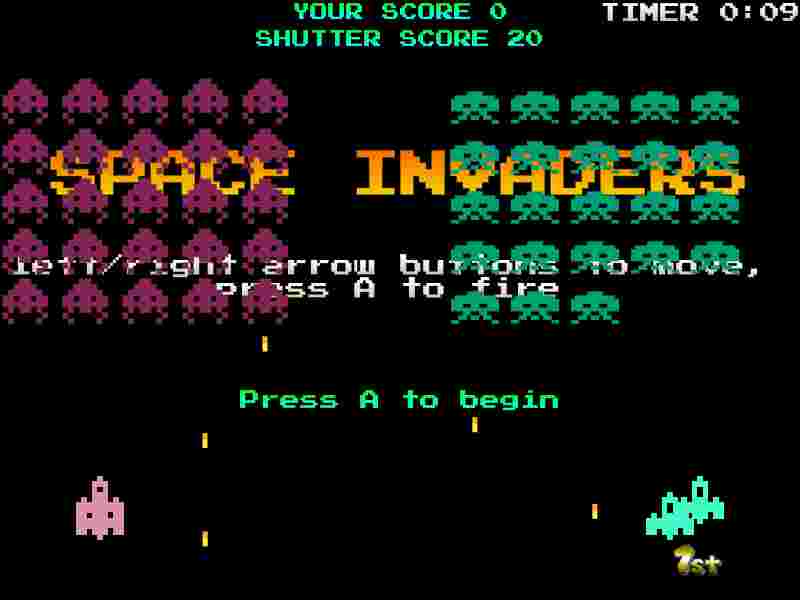 YOUR SCORE 0
TIMER 0:09
SHUTTER SCORE 20
SPACE INVADERS
left/right arrow buttons to move,
press A to fire
Press A to begin
1st